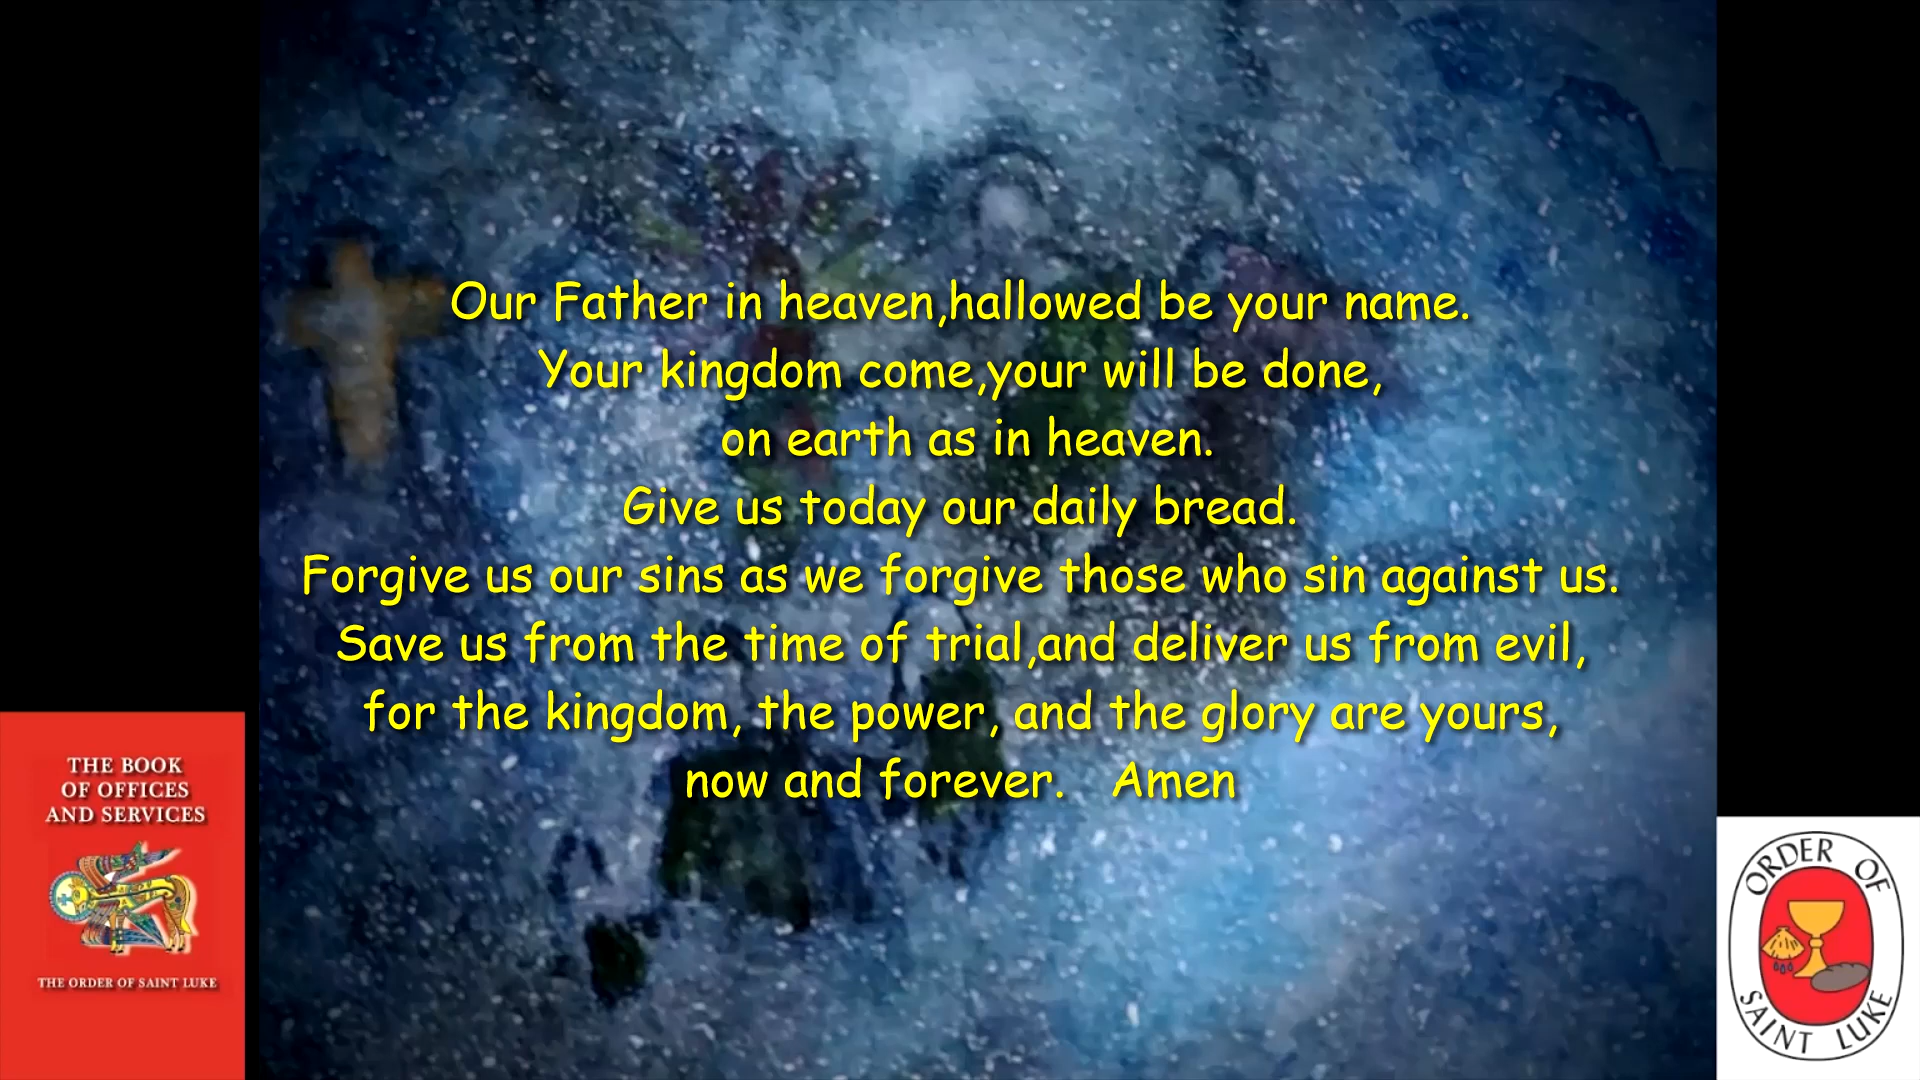 Our Father in heaven,hallowed be your name.
Your kingdom come,your will be done,
on earth as in heaven.
Give us today our daily bread.
Forgive us our sins as we forgive those who sin against us.
Save us from the time of trial,and deliver us from evil,
for the kingdom, the power, and the glory are yours,
now and forever.   Amen
THE BOOK
OF OFFICES
AND SERVICES
THE ORDER OF SAINT LUKE
ORDER OF
SAINT LUKE